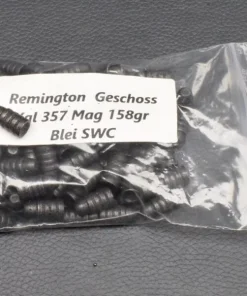 Remington Geschoss
Kal 357 Mag 158gr
Blei SWC